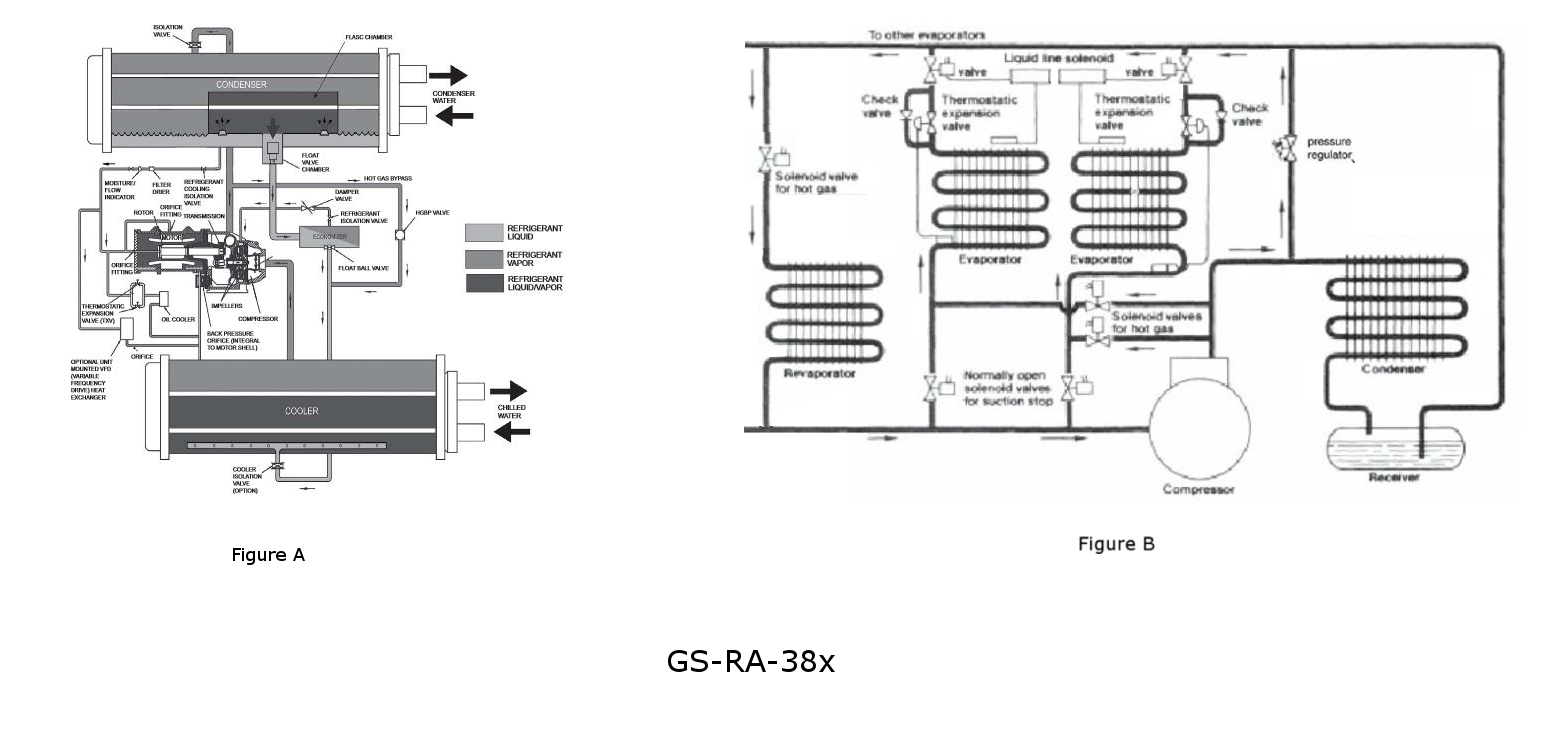 ISOLATION
VALVE
FLASC CHAMBER
CONDENSER
CONDENSER
WATER
FLOAT
VALVE
CHAMBER
MOISTURE/
FLOW
INDICATOR
FILTER
DRIER
REFRIGERANT
COOLING
ISOLATION
VALVE
HOT GAS BYPASS
DAMPER
VALVE
ORIFICE
FITTING
ROTOR
TRANSMISSION
REFRIGERANT
ISOLATION VALVE
HGBP VALVE
MOTOR
ECONOMIZER
ORIFICE
FITTING
FLOAT BALL VALVE
REFRIGERANT
LIQUID
REFRIGERANT
VAPOR
REFRIGERANT
LIQUID/VAPOR
THERMOSTATIC
EXPANSION
VALVE (TXV)
OIL COOLER
IMPELLERS
COMPRESSOR
BACK PRESSURE
ORIFICE (INTEGRAL
TO MOTOR SHELL)
ORIFICE
OPTIONAL UNIT
MOUNTED VFD
(VARIABLE
FREQUENCY
DRIVE) HEAT
EXCHANGER
COOLER
CHILLED
WATER
COOLER
ISOLATION
VALVE
(OPTION)
Figure A
To other evaporators
Liquid line solenoid
valve
valve
Check
valve
Thermostatic
expansion
valve
Thermostatic
expansion
valve
Check
valve
pressure
regulator
Solenoid valve
for hot gas
Evaporator
Evaporator
Solenoid valves
for hot gas
Revaporator
Normally open
solenoid valves
for suction stop
Condenser
Receiver
Compressor
Figure B
GS-RA-38x